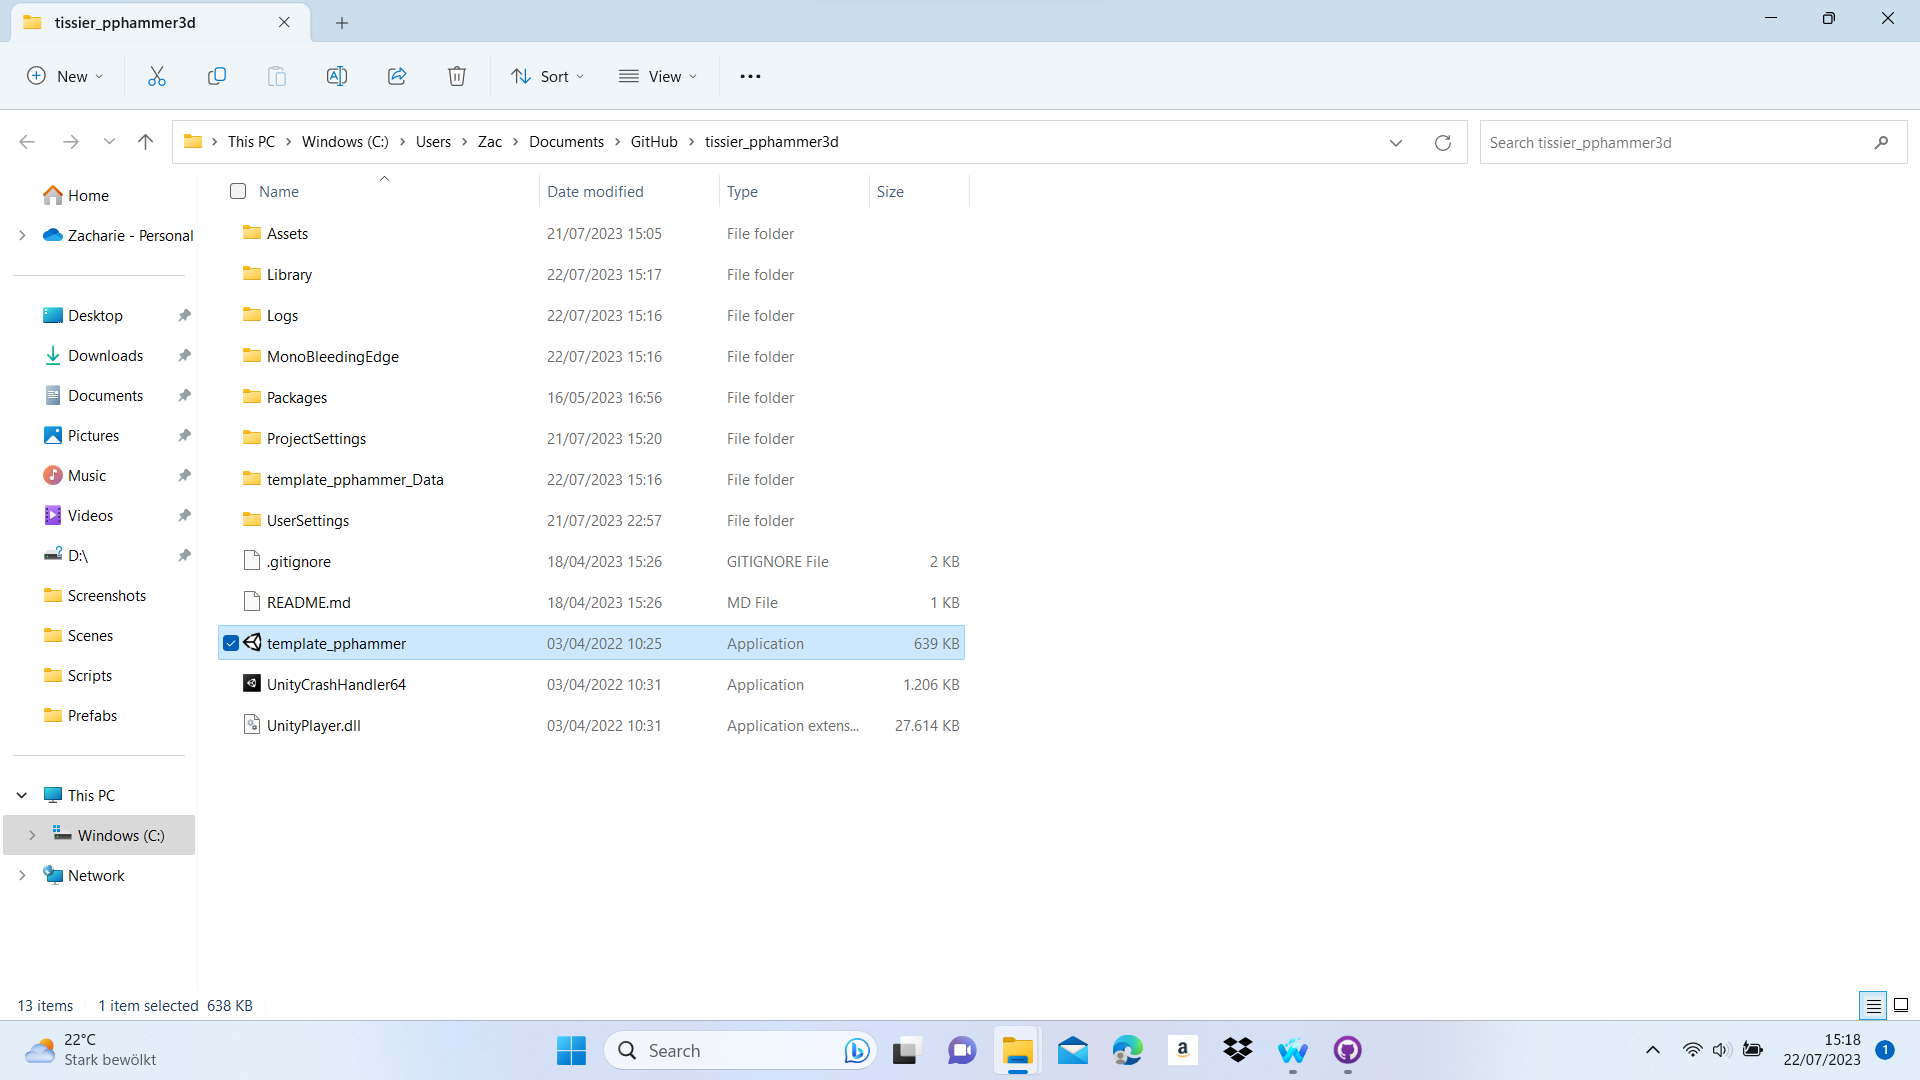 tissier_pphammer3d
New
Sort
View
This PC
Windows (C:)
Users
Zac
Documents
GitHub
tissier_pphammer3d
Search tissier_pphammer3d
Home
Zacharie - Personal
Desktop
Downloads
Documents
Pictures
Music
Videos
D:\
Screenshots
Scenes
Scripts
Prefabs
This PC
Windows (C:)
Network
Name Date modified Type Size
Assets 21/07/2023 15:05 File folder
Library 22/07/2023 15:17 File folder
Logs 22/07/2023 15:16 File folder
MonoBleedingEdge 22/07/2023 15:16 File folder
Packages 16/05/2023 16:56 File folder
ProjectSettings 21/07/2023 15:20 File folder
template_pphammer_Data 22/07/2023 15:16 File folder
UserSettings 21/07/2023 22:57 File folder
.gitignore 18/04/2023 15:26 GITIGNORE File 2 KB
README.md 18/04/2023 15:26 MD File 1 KB
template_pphammer 03/04/2022 10:25 Application 639 KB
UnityCrashHandler64 03/04/2022 10:31 Application 1.206 KB
UnityPlayer.dll 03/04/2022 10:31 Application extens... 27.614 KB
13 items 1 item selected 638 KB
22°C
Stark bewölkt
Search
a
15:18
22/07/2023
1